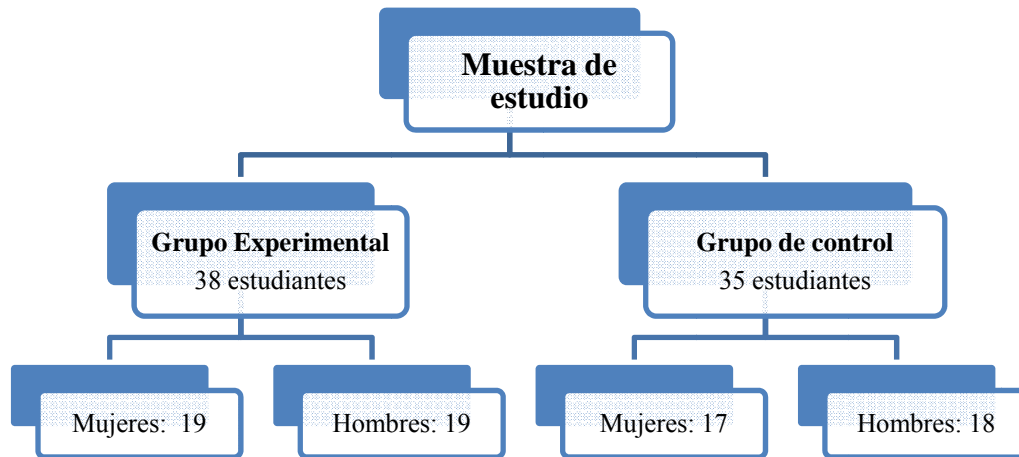 Muestra de
estudio
Grupo Experimental
38 estudiantes
Grupo de control
35 estudiantes
Mujeres: 19
Hombres: 19
Mujeres: 17
Hombres: 18